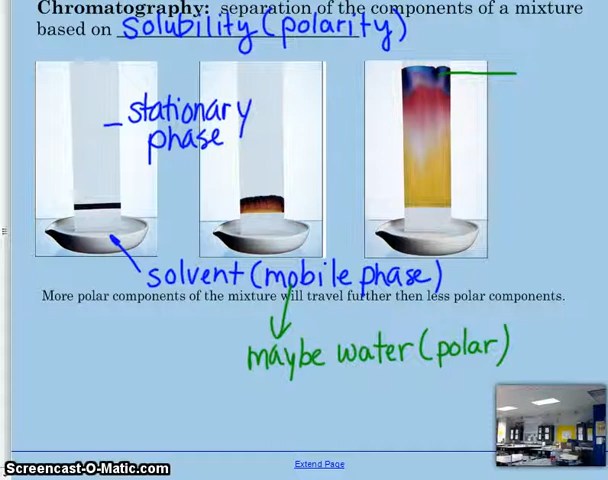 Chromatography: separation of the components of a mixture
based on solubility (polarity)
stationary
phase
solvent (mobile phase)
More polar components of the mixture will travel further then less polar components.
maybe water (polar)
Extend Page
Screencast-O-Matic.com